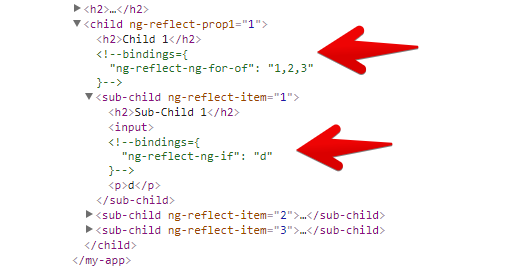 ▶<h2>…</h2>
▼<child ng-reflect-prop1="1">
<h2>Child 1</h2>
<!--bindings={
"ng-reflect-ng-for-of": "1,2,3"
}-->
▼<sub-child ng-reflect-item="1">
<h2>Sub-Child 1</h2>
<input>
<!--bindings={
"ng-reflect-ng-if": "d"
}-->
<p>d</p>
</sub-child>
▶<sub-child ng-reflect-item="2">…</sub-child>
▶<sub-child ng-reflect-item="3">…</sub-child>
</child>
</my-app>